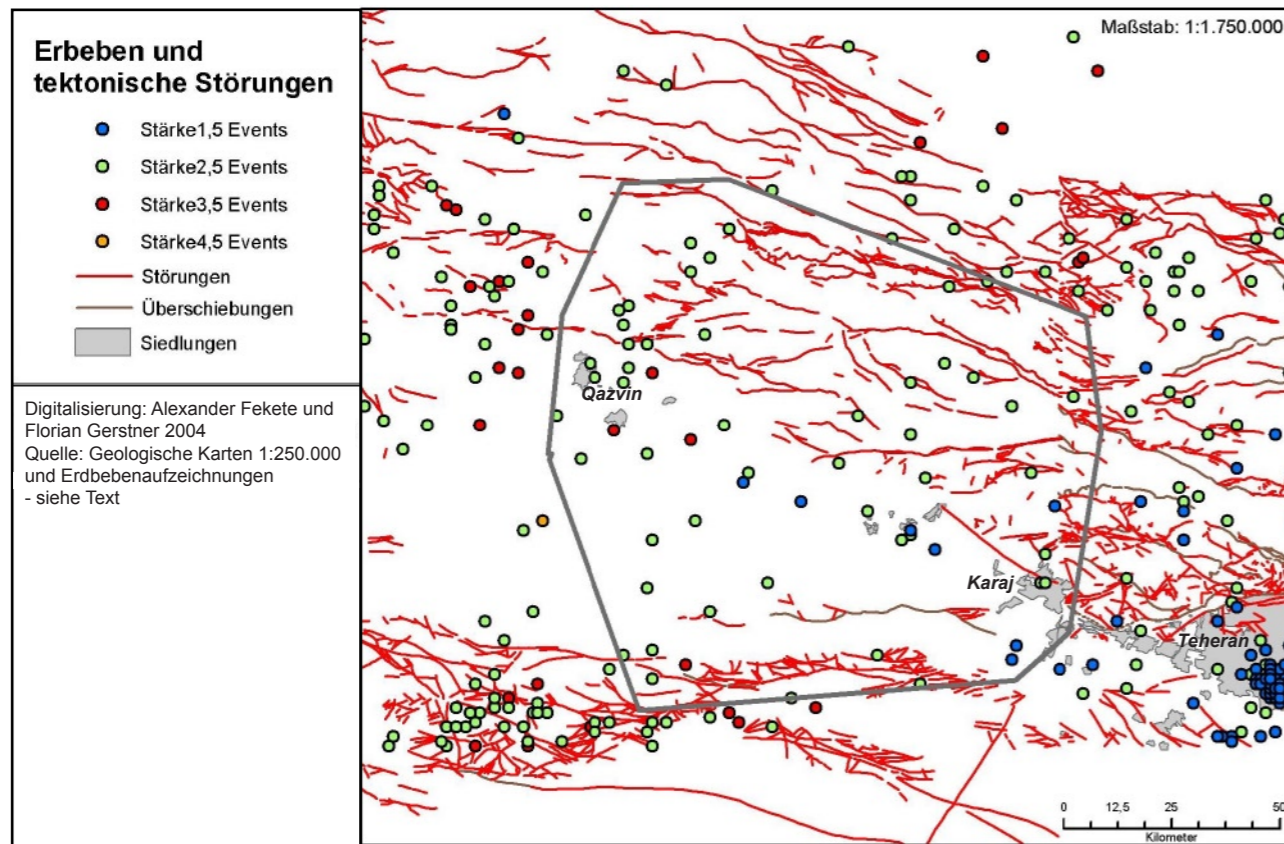 Erbeben und
tektonische Störungen
Stärke1,5 Events
Stärke2,5 Events
Stärke3,5 Events
Stärke4,5 Events
Störungen
Überschiebungen
Siedlungen
Digitalisierung: Alexander Fekete und
Florian Gerstner 2004
Quelle: Geologische Karten 1:250.000
und Erdbebenaufzeichnungen
- siehe Text
Maßstab: 1:1.750.000
Qazvin
Karaj
Teheran
0 12,5 25 50
Kilometer